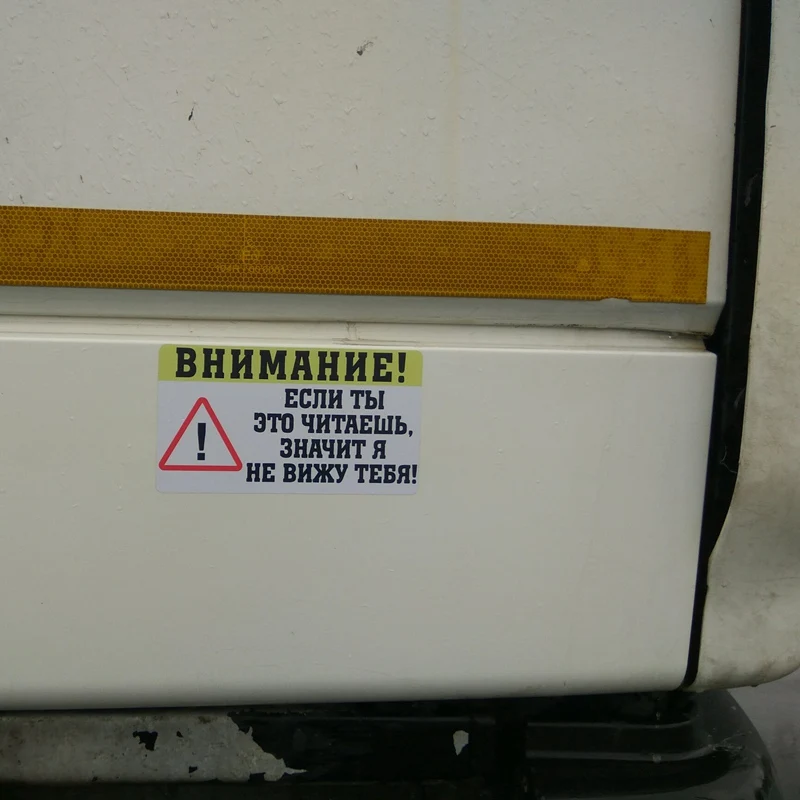 ВНИМАНИЕ!
ЕСЛИ ТЫ
ЭТО ЧИТАЕШЬ,
ЗНАЧИТ Я
НЕ ВИЖУ ТЕБЯ!
!